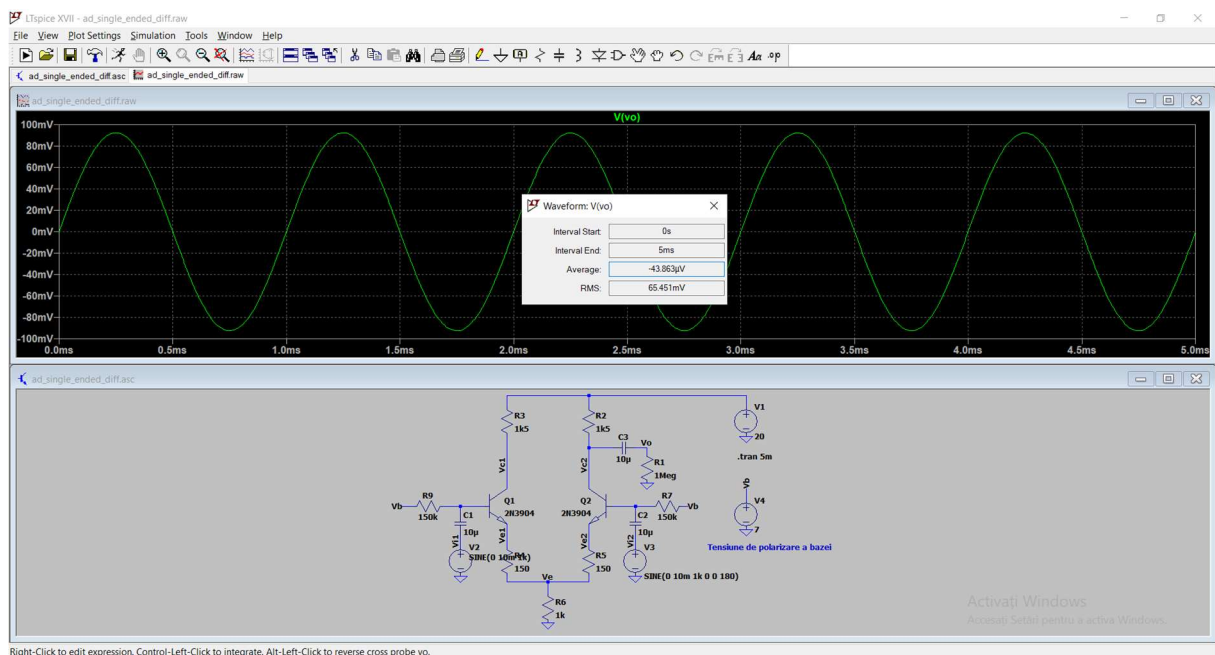 LTspice XVII - ad_single_ended_diff.raw
File View Plot Settings Simulation Tools Window Help
ad_single_ended_diff.asc ad_single_ended_diff.raw
ad_single_ended_diff.raw
V(vo)
100mV
80mV
60mV
40mV
20mV
0mV
-20mV
-40mV
-60mV
-80mV
-100mV
0.0ms 0.5ms 1.0ms 1.5ms 2.0ms 2.5ms 3.0ms 3.5ms 4.0ms 4.5ms 5.0ms
Waveform: V(vo)
Interval Start: 0s
Interval End: 5ms
Average: -43.863µV
RMS: 65.451mV
ad_single_ended_diff.asc
R3
1k5
R2
1k5
C3
10µ
Vo
R1
1Meg
V1
20
.tran 5m
Vc1
Vc2
Vb
R9
150k
Q1
2N3904
Q2
2N3904
R7
150k
Vb
Vb
V4
7
C1
10µ
C2
10µ
Vi1
V2
SINE(0 10m 1k)
Ve1
R4
150
Ve2
R5
150
Vi2
V3
SINE(0 10m 1k 0 0 180)
Tensiune de polarizare a bazei
Ve
R6
1k
Activați Windows
Accesați Setări pentru a activa Windows.
Right-Click to edit expression. Control-Left-Click to integrate. Alt-Left-Click to reverse cross probe vo.